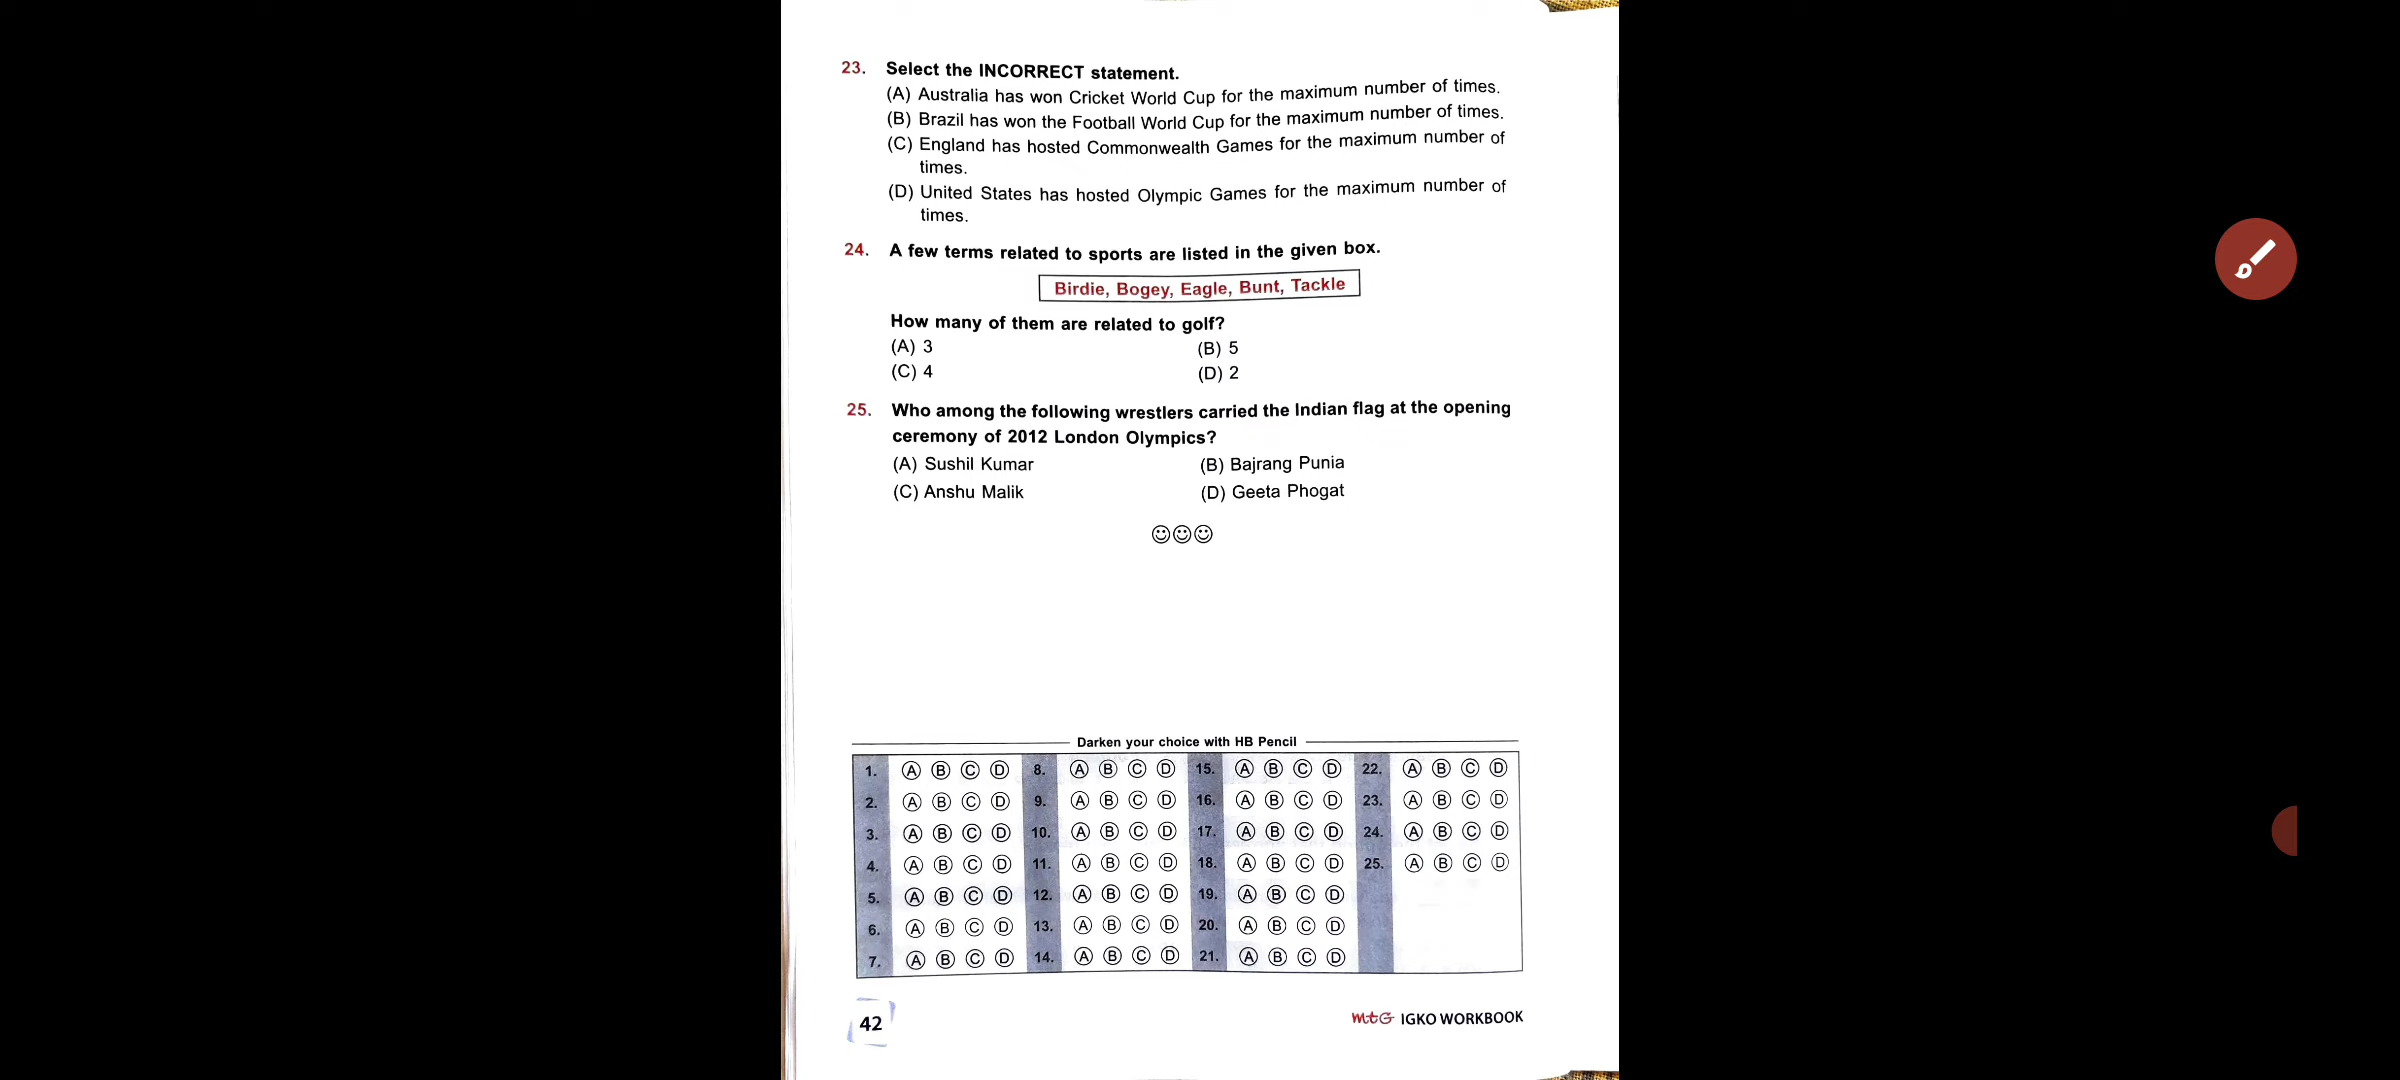 23. Select the INCORRECT statement.
(A) Australia has won Cricket World Cup for the maximum number of times.
(B) Brazil has won the Football World Cup for the maximum number of times.
(C) England has hosted Commonwealth Games for the maximum number of
times.
(D) United States has hosted Olympic Games for the maximum number of
times.
24. A few terms related to sports are listed in the given box.
Birdie, Bogey, Eagle, Bunt, Tackle
How many of them are related to golf?
(A) 3 (B) 5
(C) 4 (D) 2
25. Who among the following wrestlers carried the Indian flag at the opening
ceremony of 2012 London Olympics?
(A) Sushil Kumar (B) Bajrang Punia
(C) Anshu Malik (D) Geeta Phogat
Darken your choice with HB Pencil
1. A B C D 8. A B C D 15. A B C D 22. A B C D
2. A B C D 9. A B C D 16. A B C D 23. A B C D
3. A B C D 10. A B C D 17. A B C D 24. A B C D
4. A B C D 11. A B C D 18. A B C D 25. A B C D
5. A B C D 12. A B C D 19. A B C D
6. A B C D 13. A B C D 20. A B C D
7. A B C D 14. A B C D 21. A B C D
42 mtG IGKO WORKBOOK